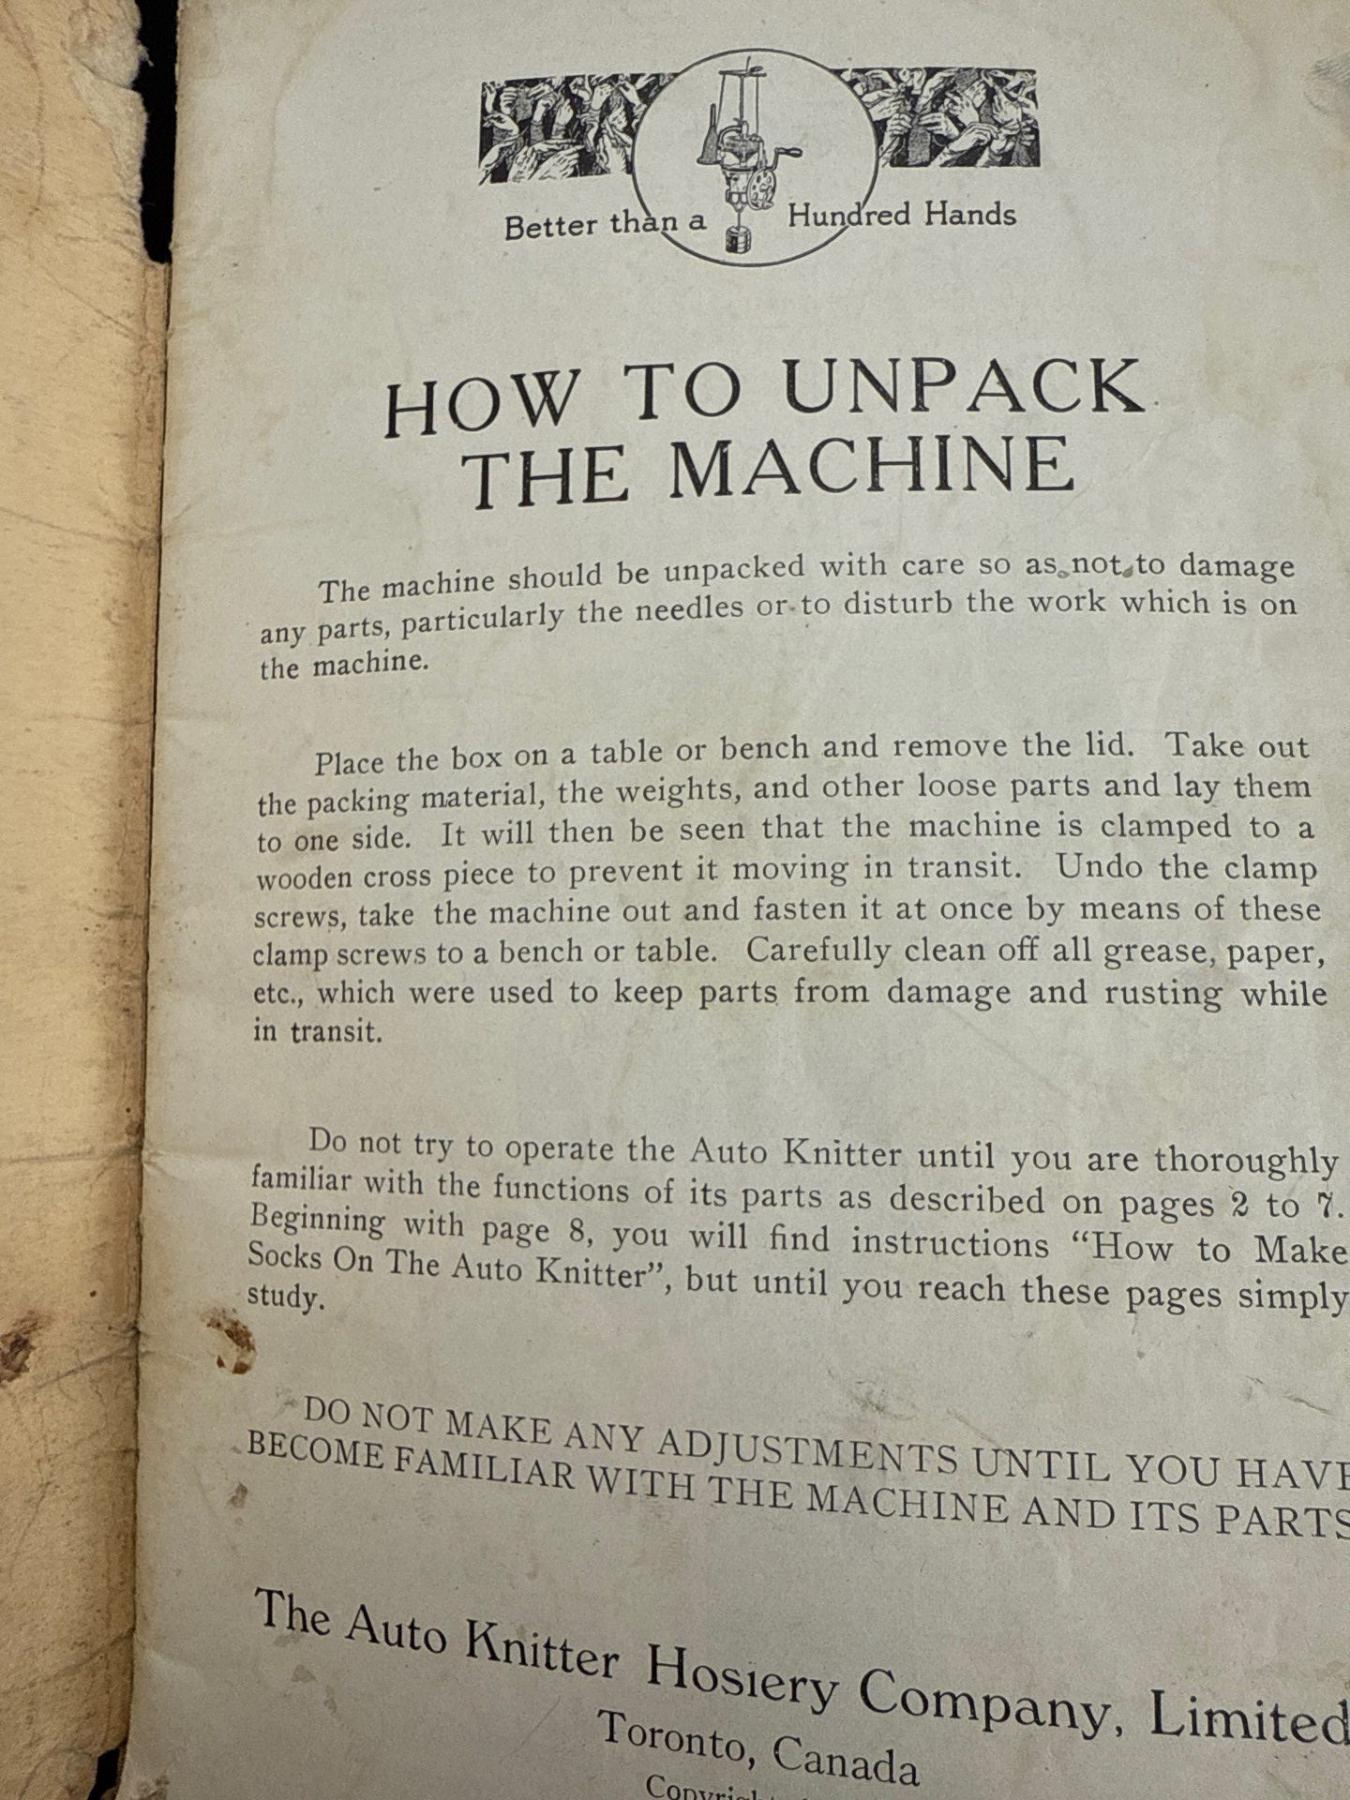 Better than a Hundred Hands
HOW TO UNPACK
THE MACHINE
The machine should be unpacked with care so as not to damage
any parts, particularly the needles or to disturb the work which is on
the machine.
Place the box on a table or bench and remove the lid. Take out
the packing material, the weights, and other loose parts and lay them
to one side. It will then be seen that the machine is clamped to a
wooden cross piece to prevent it moving in transit. Undo the clamp
screws, take the machine out and fasten it at once by means of these
clamp screws to a bench or table. Carefully clean off all grease, paper,
etc., which were used to keep parts from damage and rusting while
in transit.
Do not try to operate the Auto Knitter until you are thoroughly
familiar with the functions of its parts as described on pages 2 to 7.
Beginning with page 8, you will find instructions “How to Make
Socks On The Auto Knitter”, but until you reach these pages simply
study.
DO NOT MAKE ANY ADJUSTMENTS UNTIL YOU HAVE
BECOME FAMILIAR WITH THE MACHINE AND ITS PARTS
The Auto Knitter Hosiery Company, Limited
Toronto, Canada